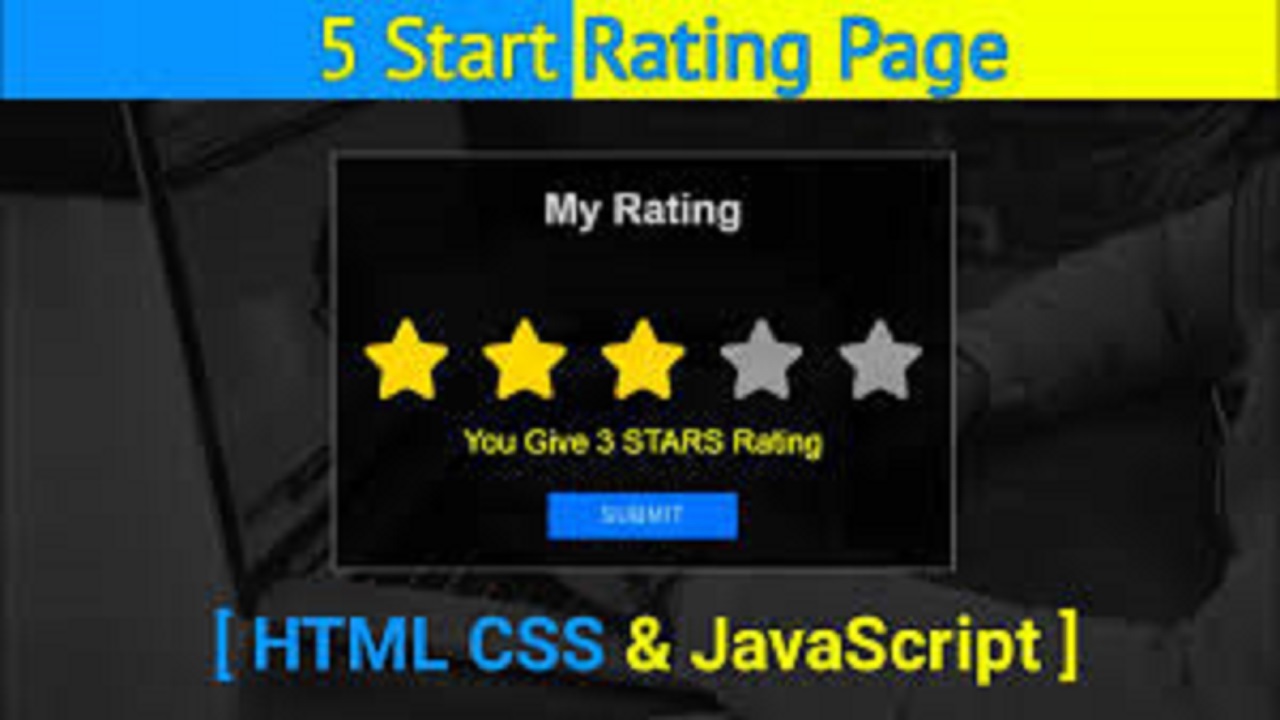 5 Start Rating Page
My Rating
You Give 3 STARS Rating
SUBMIT
[ HTML CSS & JavaScript ]